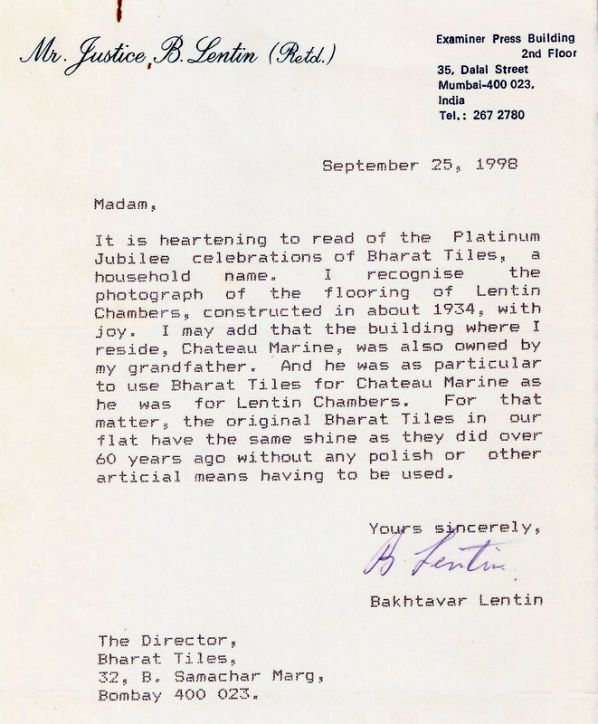 Mr. Justice B. Lentin (Retd.)
Examiner Press Building
2nd Floor
35, Dalal Street
Mumbai-400 023.
India
Tel.: 267 2780
September 25, 1998
Madam,
It is heartening to read of the Platinum
Jubilee celebrations of Bharat Tiles, a
household name. I recognise the
photograph of the flooring of Lentin
Chambers, constructed in about 1934, with
joy. I may add that the building where I
reside, Chateau Marine, was also owned by
my grandfather. And he was as particular
to use Bharat Tiles for Chateau Marine as
he was for Lentin Chambers. For that
matter, the original Bharat Tiles in our
flat have the same shine as they did over
60 years ago without any polish or other
articial means having to be used.
Yours sincerely,
B. Lentin
Bakhtavar Lentin
The Director,
Bharat Tiles,
32, B. Samachar Marg,
Bombay 400 023.